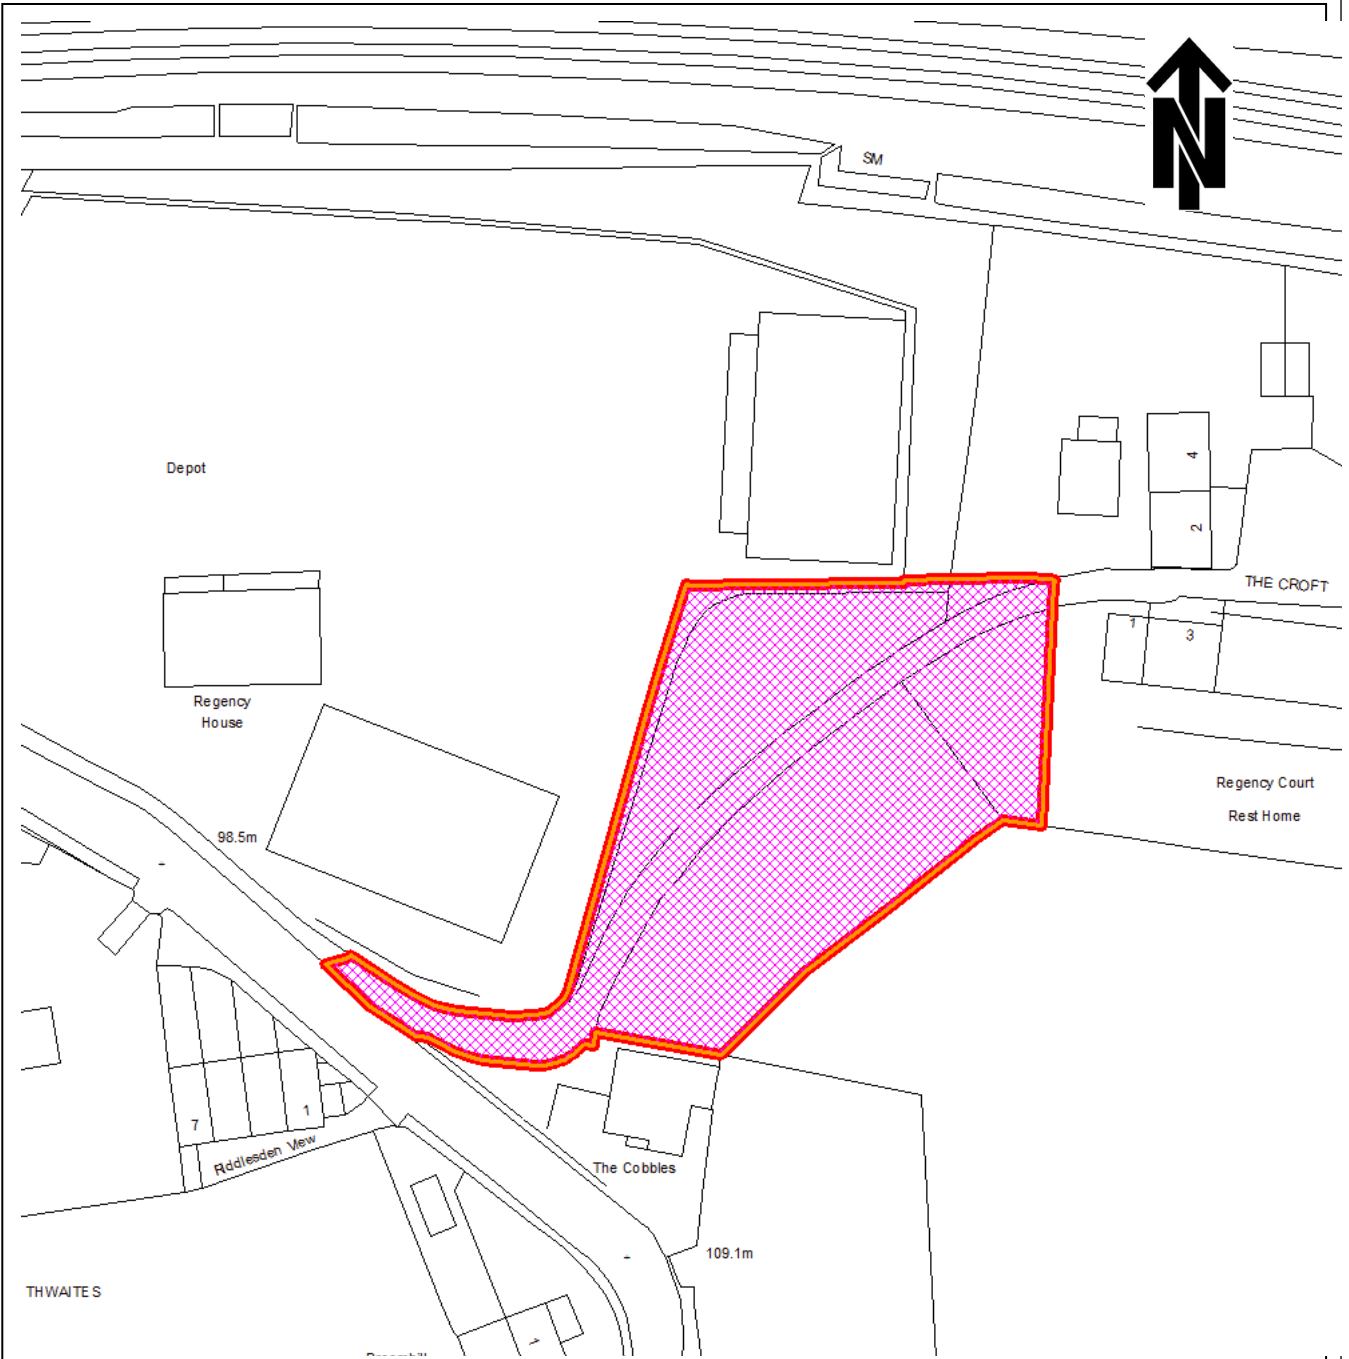 N
SM
Depot
4
2
THE CROFT
1
3
Regency
House
Regency Court
Rest Home
98.5m
7
1
Riddlesden View
The Cobbles
109.1m
THWAITES
1